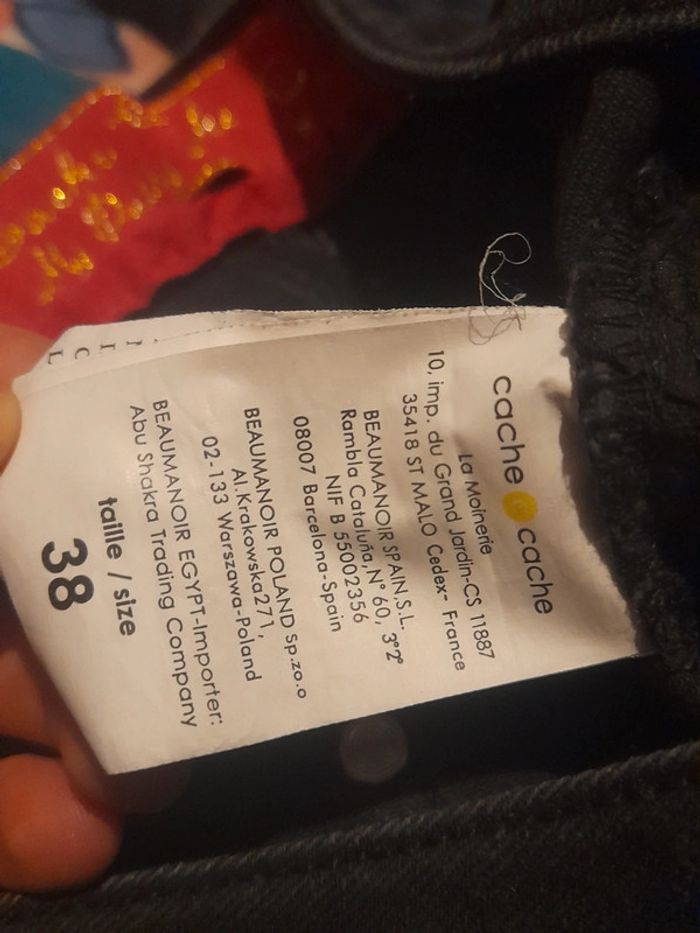 cache cache
La Moinerie
10, imp. du Grand Jardin-CS 11887
35418 ST MALO Cedex- France
BEAUMANOIR SPAIN,S.L.
Rambla Cataluña,N° 60, 3º2ª
NIF B 55002356
08007 Barcelona-Spain
BEAUMANOIR POLAND Sp.zo.o
Al.Krakowska271,
02-133 Warszawa-Poland
BEAUMANOIR EGYPT-Importer:
Abu Shakra Trading Company
taille / size
38